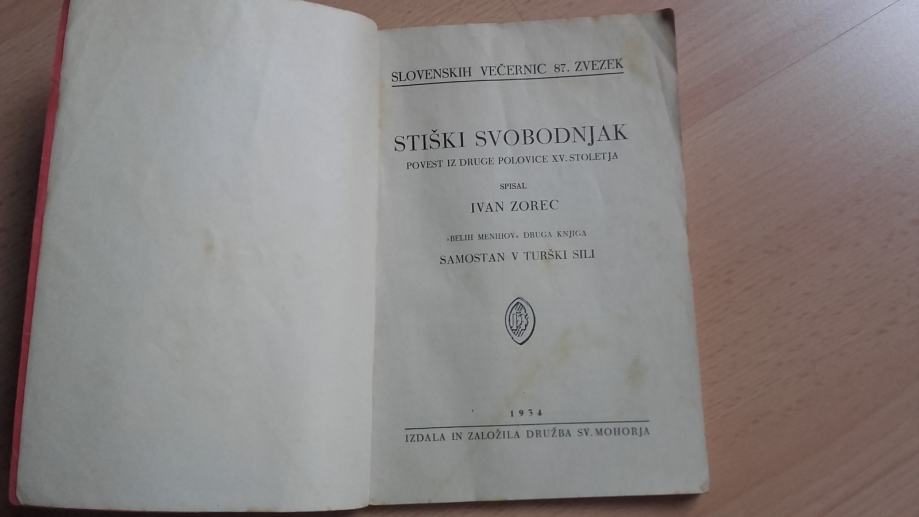 SLOVENSKIH VEČERNIC 87. ZVEZEK
STIŠKI SVOBODNJAK
POVEST IZ DRUGE POLOVICE XV. STOLETJA
SPISAL
IVAN ZOREC
»BELIH MENIHOV« DRUGA KNJIGA
SAMOSTAN V TURŠKI SILI
1934
IZDALA IN ZALOŽILA DRUŽBA SV. MOHORJA